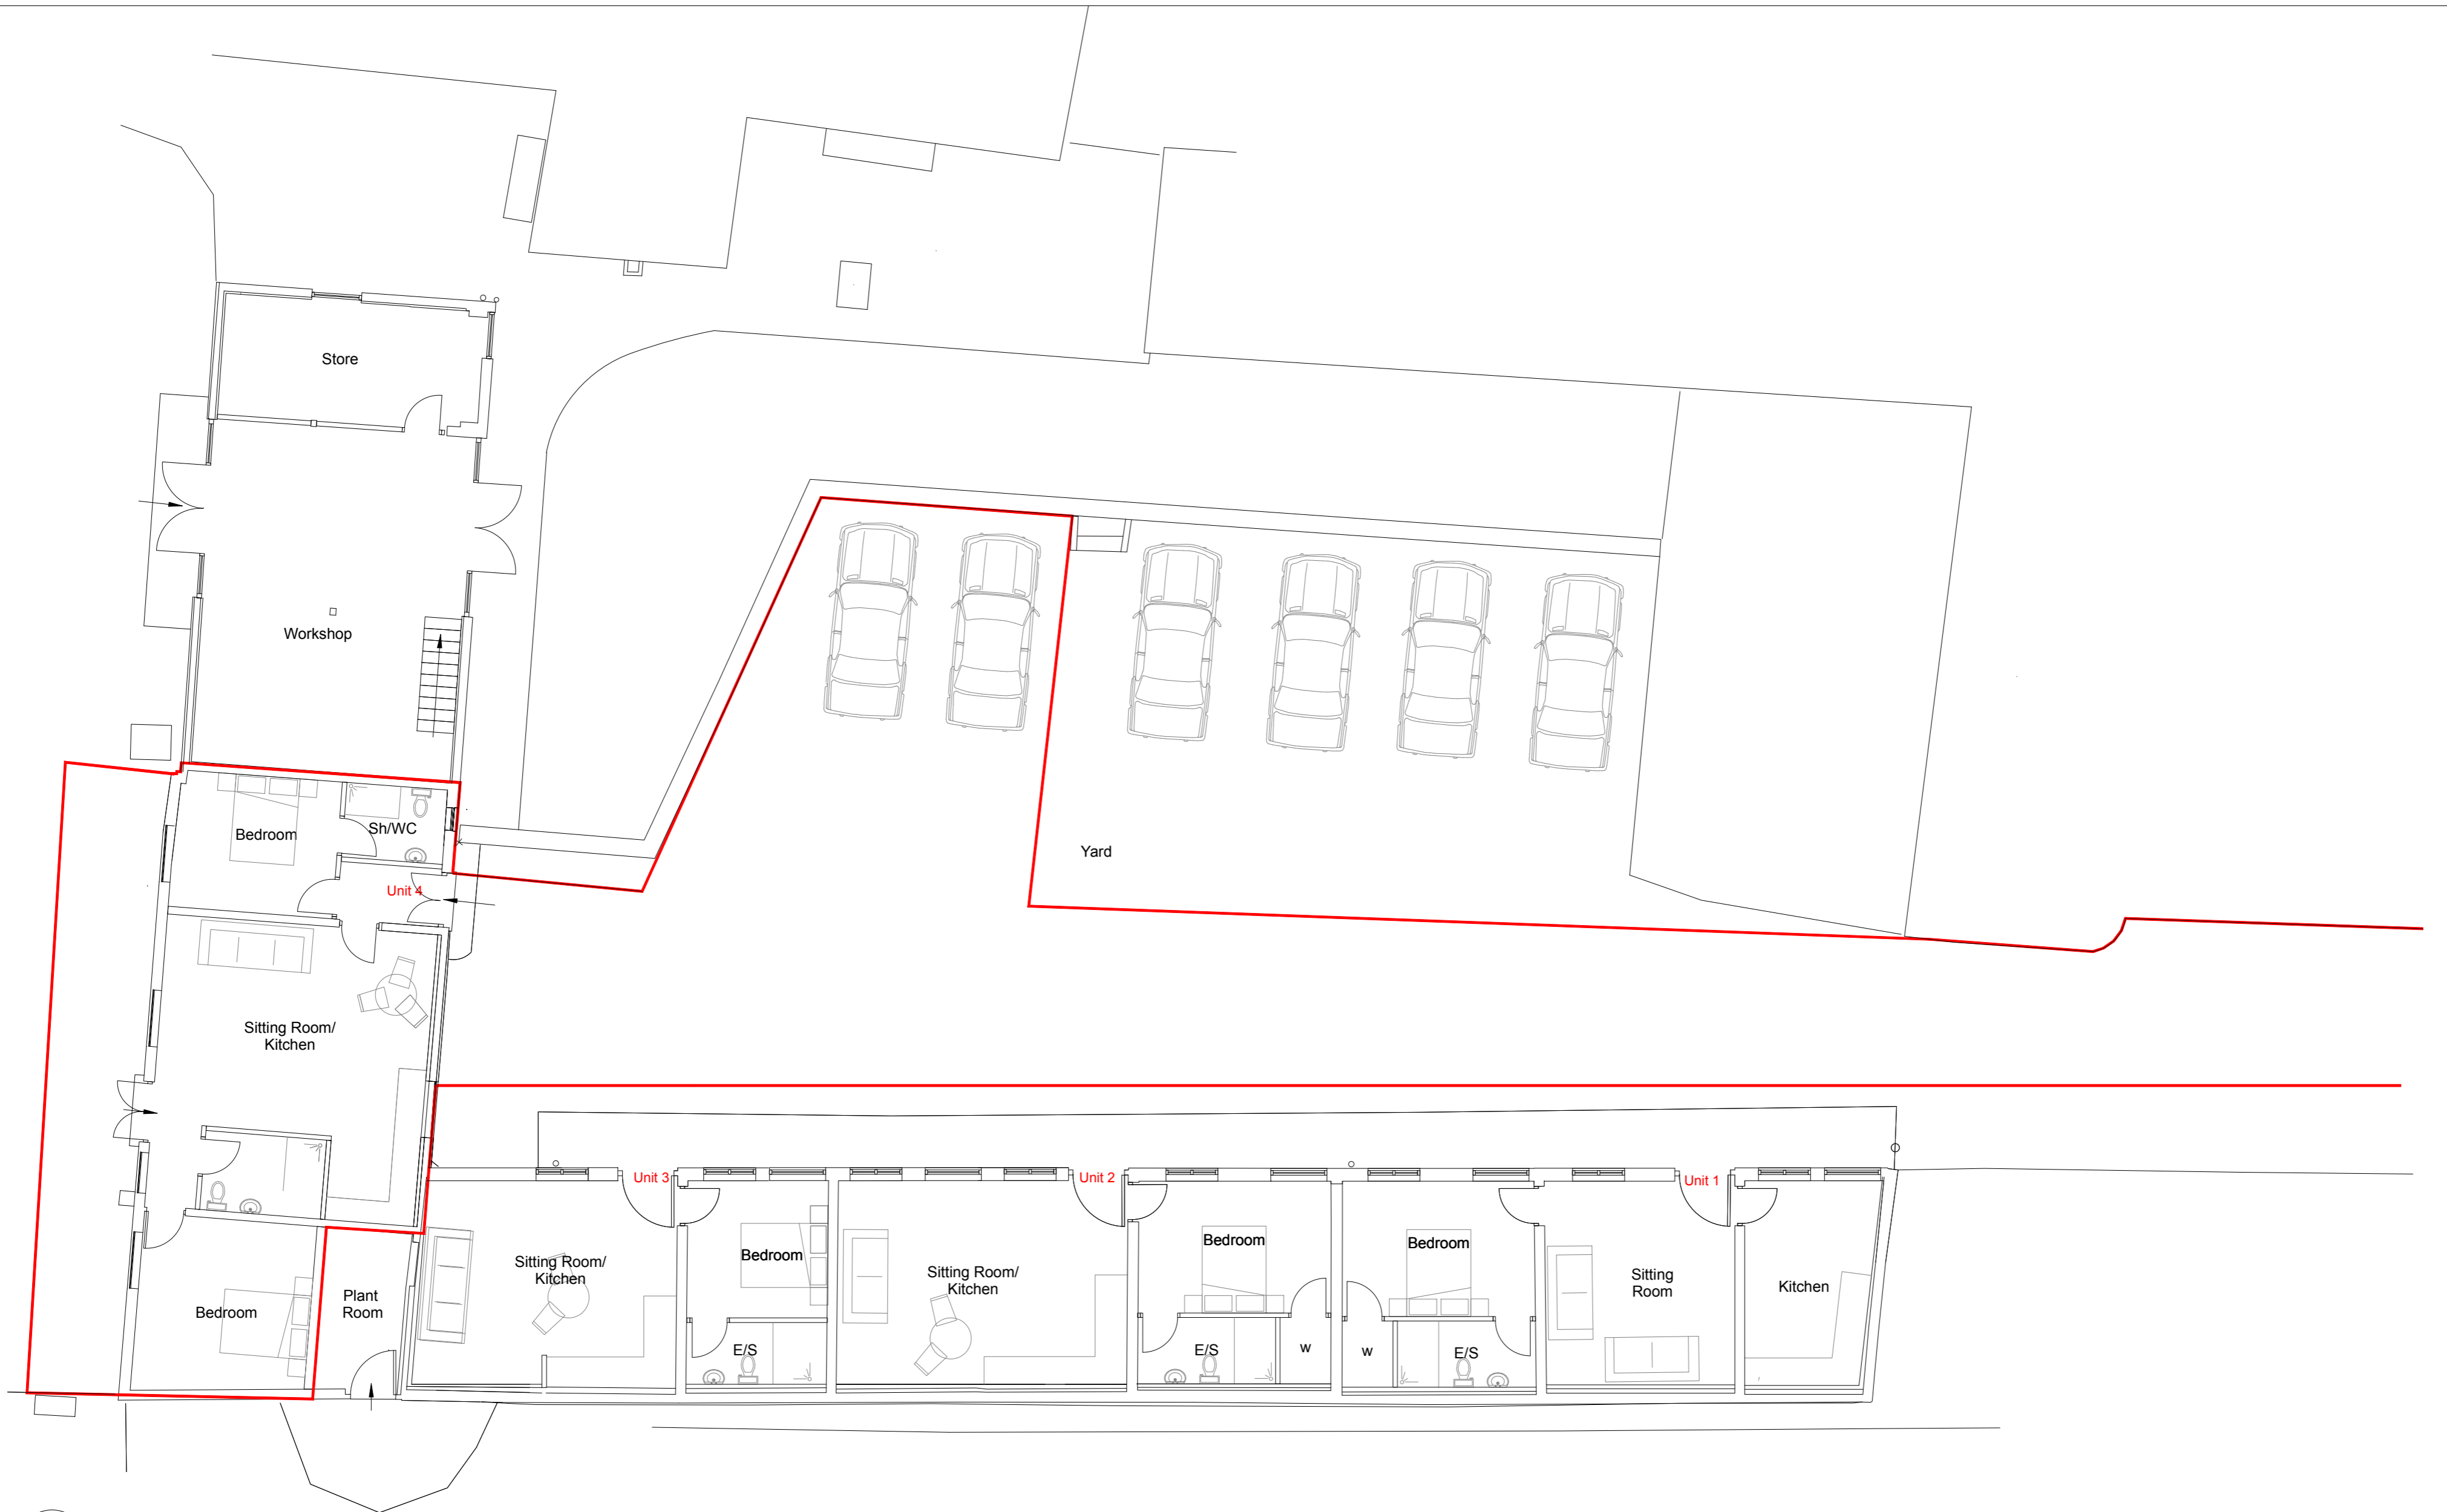 Store
Workshop
Bedroom
Sh/WC
Unit 4
Yard
Sitting Room/
Kitchen
Unit 3
Unit 2
Unit 1
Bedroom
Plant
Room
Sitting Room/
Kitchen
Bedroom
E/S
Sitting Room/
Kitchen
Bedroom
E/S
w
Bedroom
w
E/S
Sitting
Room
Kitchen